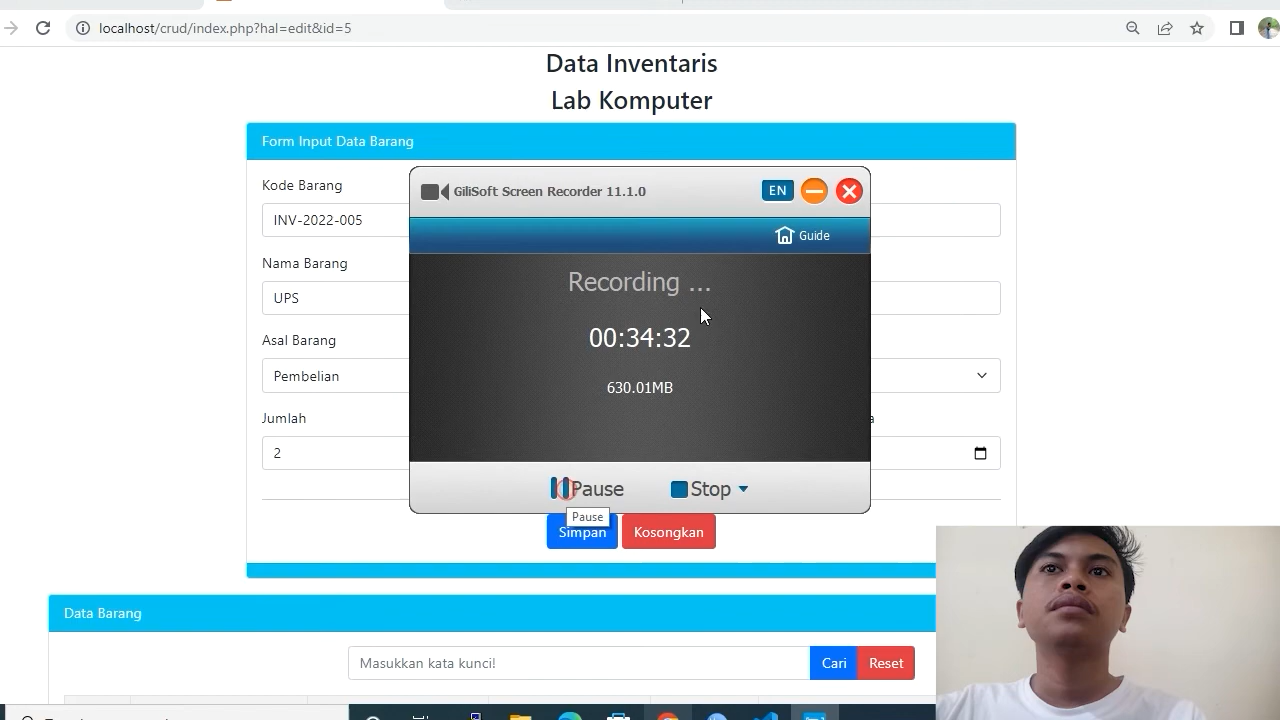 localhost/crud/index.php?hal=edit&id=5
Data Inventaris
Lab Komputer
Form Input Data Barang
Kode Barang
INV-2022-005
Nama Barang
UPS
Asal Barang
Pembelian
Jumlah
2
GiliSoft Screen Recorder 11.1.0
EN
Guide
Recording ...
00:34:32
630.01MB
Pause
Stop
Pause
Simpan
Kosongkan
Data Barang
Masukkan kata kunci!
Cari
Reset